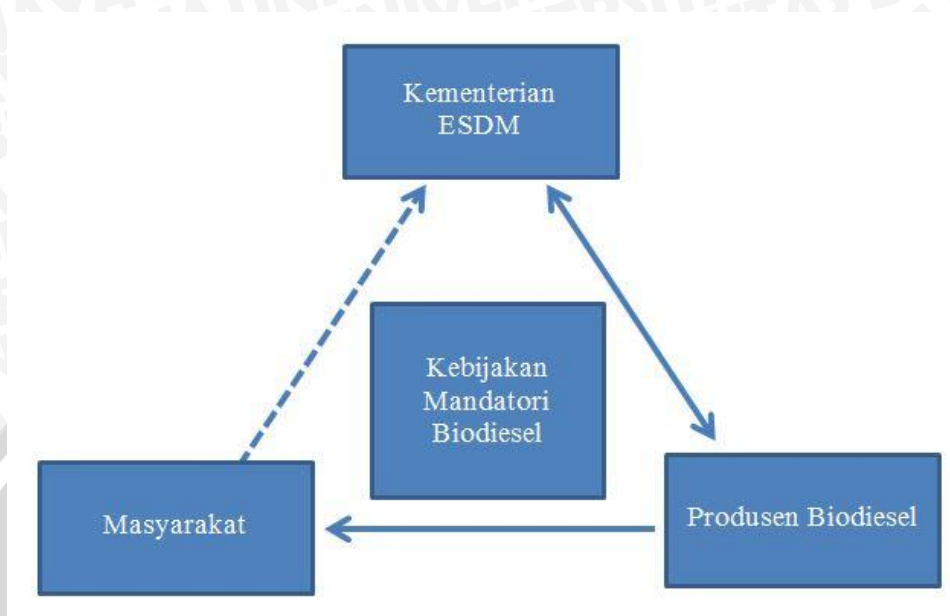 Kementerian
ESDM
Kebijakan
Mandatori
Biodiesel
Masyarakat
Produsen Biodiesel